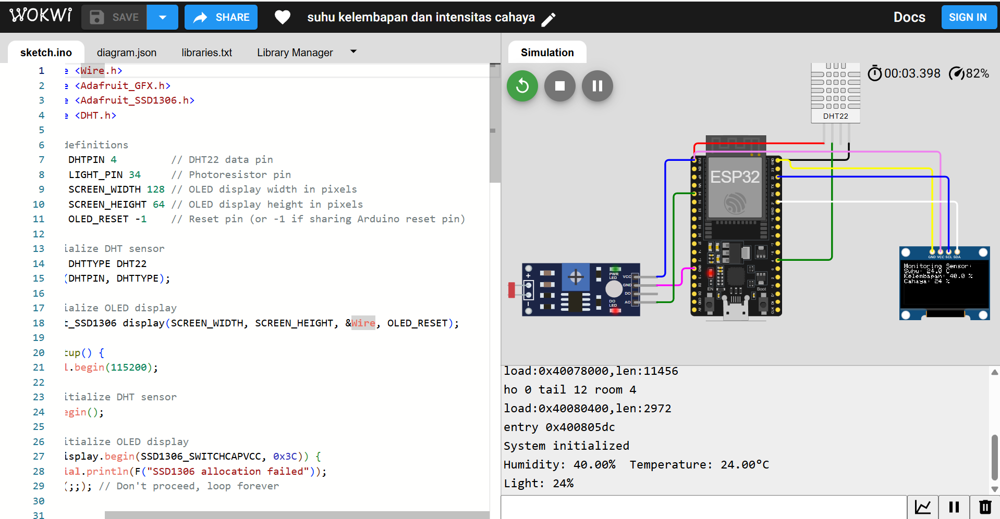 WOKWi
SAVE
SHARE
suhu kelembapan dan intensitas cahaya
Docs
SIGN IN
sketch.ino
diagram.json
libraries.txt
Library Manager
1 e <Wire.h>
2 e <Adafruit_GFX.h>
3 e <Adafruit_SSD1306.h>
4 e <DHT.h>
5
6 definitions
7 DHTPIN 4 // DHT22 data pin
8 LIGHT_PIN 34 // Photoresistor pin
9 SCREEN_WIDTH 128 // OLED display width in pixels
10 SCREEN_HEIGHT 64 // OLED display height in pixels
11 OLED_RESET -1 // Reset pin (or -1 if sharing Arduino reset pin)
12
13 ialize DHT sensor
14 DHTTYPE DHT22
15 (DHTPIN, DHTTYPE);
16
17 ialize OLED display
18 t_SSD1306 display(SCREEN_WIDTH, SCREEN_HEIGHT, &Wire, OLED_RESET);
19
20 tup() {
21 l.begin(115200);
22
23 itialize DHT sensor
24 egin();
25
26 itialize OLED display
27 isplay.begin(SSD1306_SWITCHCAPVCC, 0x3C)) {
28 ial.println(F("SSD1306 allocation failed"));
29 (;;); // Don't proceed, loop forever
30
31
Simulation
00:03.398
82%
DHT22
ESP32
EN
Boot
PWR
LED
DO
LED
VCC
GND
DO
AO
+
GND VCC SCL SDA
Monitoring Sensor:
Suhu: 24.0 C
Kelembapan: 40.0 %
Cahaya: 24 %
load:0x40078000,len:11456
ho 0 tail 12 room 4
load:0x40080400,len:2972
entry 0x400805dc
System initialized
Humidity: 40.00% Temperature: 24.00°C
Light: 24%